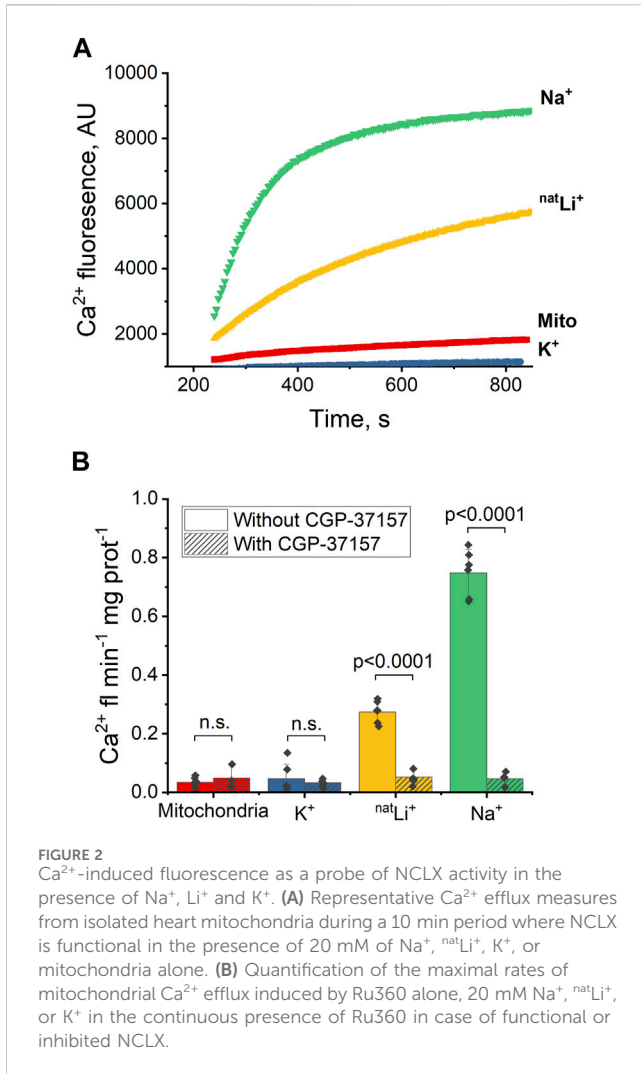 A
10000
8000
6000
4000
2000
Ca²⁺ fluoresence, AU
Na⁺
ⁿᵃᵗLi⁺
Mito
K⁺
200
400
600
800
Time, s
B
1.0
0.8
0.6
0.4
0.2
0.0
Ca²⁺ fl min⁻¹ mg prot⁻¹
Without CGP-37157
With CGP-37157
p<0.0001
p<0.0001
n.s.
n.s.
Mitochondria
K⁺
ⁿᵃᵗLi⁺
Na⁺
FIGURE 2
Ca²⁺-induced fluorescence as a probe of NCLX activity in the
presence of Na⁺, Li⁺ and K⁺. (A) Representative Ca²⁺ efflux measures
from isolated heart mitochondria during a 10 min period where NCLX
is functional in the presence of 20 mM of Na⁺, ⁿᵃᵗLi⁺, K⁺, or
mitochondria alone. (B) Quantification of the maximal rates of
mitochondrial Ca²⁺ efflux induced by Ru360 alone, 20 mM Na⁺, ⁿᵃᵗLi⁺,
or K⁺ in the continuous presence of Ru360 in case of functional or
inhibited NCLX.